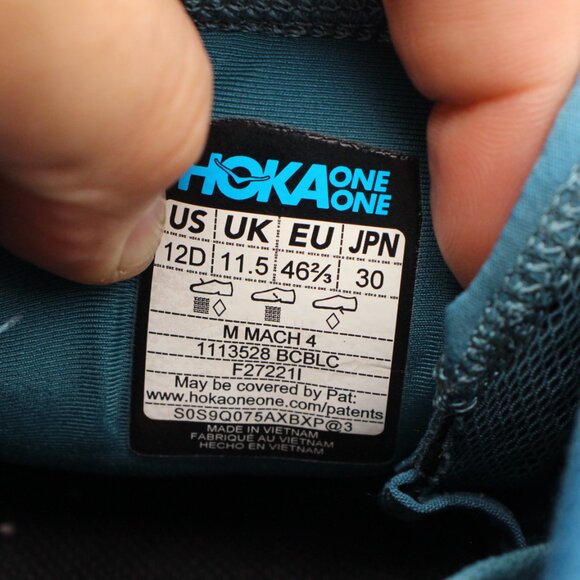 HOKA ONE ONE
US UK EU JPN
12D 11.5 46⅔ 30
M MACH 4
1113528 BCBLC
F27221I
May be covered by Pat:
www.hokaoneone.com/patents
S0S9Q075AXBXP@3
MADE IN VIETNAM
FABRIQUÉ AU VIETNAM
HECHO EN VIETNAM